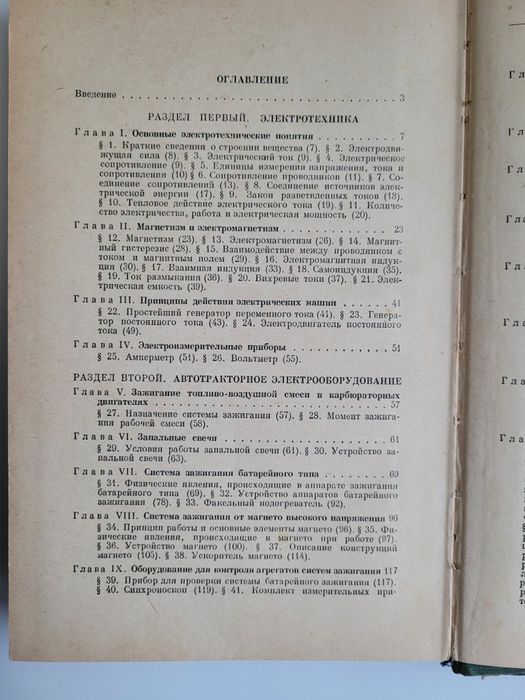 ОГЛАВЛЕНИЕ
Введение . . . . . . . . . . . . . . . . . . . . . . . . 3
РАЗДЕЛ ПЕРВЫЙ. ЭЛЕКТРОТЕХНИКА
Глава I. Основные электротехнические понятия . . . . . . . . 7
§ 1. Краткие сведения о строении вещества (7). § 2. Электродви-
жущая сила (8). § 3. Электрический ток (9). § 4. Электрическое
сопротивление (9). § 5. Единицы измерения напряжения, тока и
сопротивления (10) § 6. Сопротивление проводников (11). § 7. Со-
единение сопротивлений (13). § 8. Соединение источников элек-
трической энергии (17). § 9. Закон разветвленных токов (18).
§ 10. Тепловое действие электрического тока (19). § 11. Количе-
ство электричества, работа и электрическая мощность (20).
Глава II. Магнетизм и электромагнетизм . . . . . . . . . . 23
§ 12. Магнетизм (23). § 13. Электромагнетизм (26). § 14. Магнит-
ный гистерезис (28). § 15. Взаимодействие между проводником с
током и магнитным полем (29). § 16. Электромагнитная индук-
ция (30). § 17. Взаимная индукция (33). § 18. Самоиндукция (35).
§ 19. Ток размыкания (36). § 20. Вихревые токи (37). § 21. Элек-
трическая емкость (39).
Глава III. Принципы действия электрических машин . . . . . . 41
§ 22. Простейший генератор переменного тока (41). § 23. Генера-
тор постоянного тока (43). § 24. Электродвигатель постоянного
тока (49).
Глава IV. Электроизмерительные приборы . . . . . . . . . . 51
§ 25. Амперметр (51). § 26. Вольтметр (55).
РАЗДЕЛ ВТОРОЙ. АВТОТРАКТОРНОЕ ЭЛЕКТРООБОРУДОВАНИЕ
Глава V. Зажигание топливо-воздушной смеси в карбюраторных
двигателях . . . . . . . . . . . . . . . . . . . . . . . 57
§ 27. Назначение системы зажигания (57). § 28. Момент зажига-
ния рабочей смеси (58).
Глава VI. Запальные свечи . . . . . . . . . . . . . . . . 61
§ 29. Условия работы запальной свечи (61). § 30. Устройство за-
пальной свечи (63).
Глава VII. Система зажигания батарейного типа . . . . . . . 69
§ 31. Физические явления, происходящие в аппарате зажигания
батарейного типа (69). § 32. Устройство аппаратов батарейного
зажигания (78). § 33. Факельный подогреватель (92).
Глава VIII. Система зажигания от магнето высокого напряжения 96
§ 34. Принцип работы и основные элементы магнето (96). § 35. Фи-
зические явления, происходящие в магнето при работе (97).
§ 36. Устройство магнето (100). § 37. Описание конструкций
магнето (105). § 38. Ускоритель магнето (114).
Глава IX. Оборудование для контроля агрегатов систем зажигания 117
§ 39. Прибор для проверки системы батарейного зажигания (117).
§ 40. Синхроноскоп (119). § 41. Комплект измерительных при-